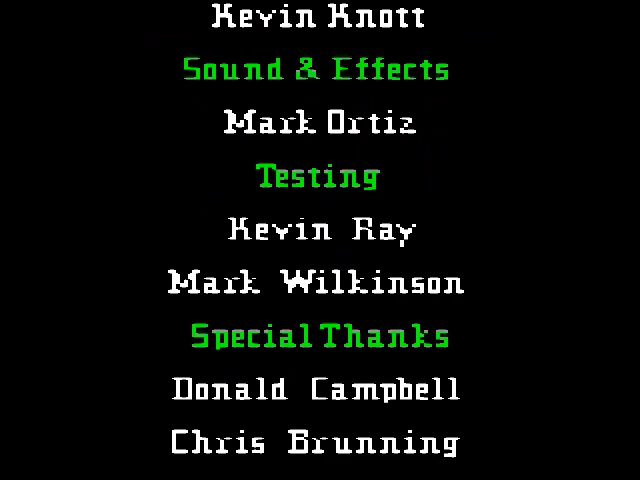 Kevin Knott
Sound & Effects
Mark Ortiz
Testing
Kevin Ray
Mark Wilkinson
Special Thanks
Donald Campbell
Chris Brunning